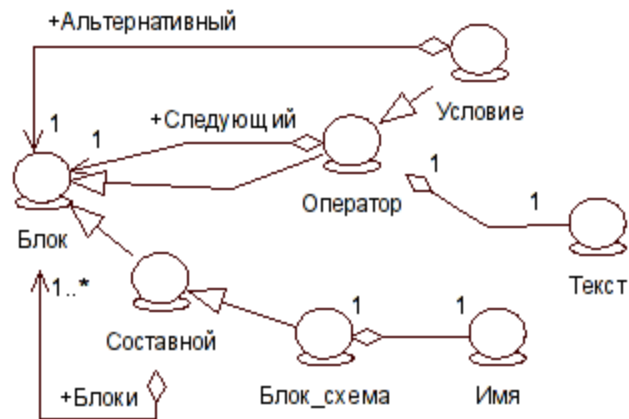 +Альтернативный
1
1
+Следующий
Условие
1
Оператор
1
Блок
Текст
1..*
Составной
1
1
+Блоки
Блок_схема
Имя